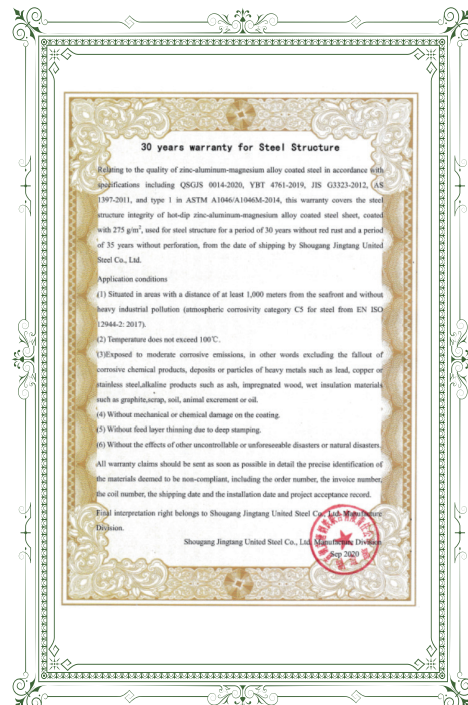 30 years warranty for Steel Structure
Relating to the quality of zinc-aluminum-magnesium alloy coated steel in accordance with
specifications including QSGJS 0014-2020, YBT 4761-2019, JIS G3323-2012, AS
1397-2011, and type 1 in ASTM A1046/A1046M-2014, this warranty covers the steel
structure integrity of hot-dip zinc-aluminum-magnesium alloy coated steel sheet, coated
with 275 g/m², used for steel structure for a period of 30 years without red rust and a period
of 35 years without perforation, from the date of shipping by Shougang Jingtang United
Steel Co., Ltd.
Application conditions
(1) Situated in areas with a distance of at least 1,000 meters from the seafront and without
heavy industrial pollution (atmospheric corrosivity category C5 for steel from EN ISO
12944-2: 2017).
(2) Temperature does not exceed 100℃.
(3)Exposed to moderate corrosive emissions, in other words excluding the fallout of
corrosive chemical products, deposits or particles of heavy metals such as lead, copper or
stainless steel,alkaline products such as ash, impregnated wood, wet insulation materials
such as graphite,scrap, soil, animal excrement or oil.
(4) Without mechanical or chemical damage on the coating.
(5) Without feed layer thinning due to deep stamping.
(6) Without the effects of other uncontrollable or unforeseeable disasters or natural disasters.
All warranty claims should be sent as soon as possible in detail the precise identification of
the materials deemed to be non-compliant, including the order number, the invoice number,
the coil number, the shipping date and the installation date and project acceptance record.
Final interpretation right belongs to Shougang Jingtang United Steel Co., Ltd. Manufacture
Division.
Shougang Jingtang United Steel Co., Ltd. Manufacture Division
Sep 2020